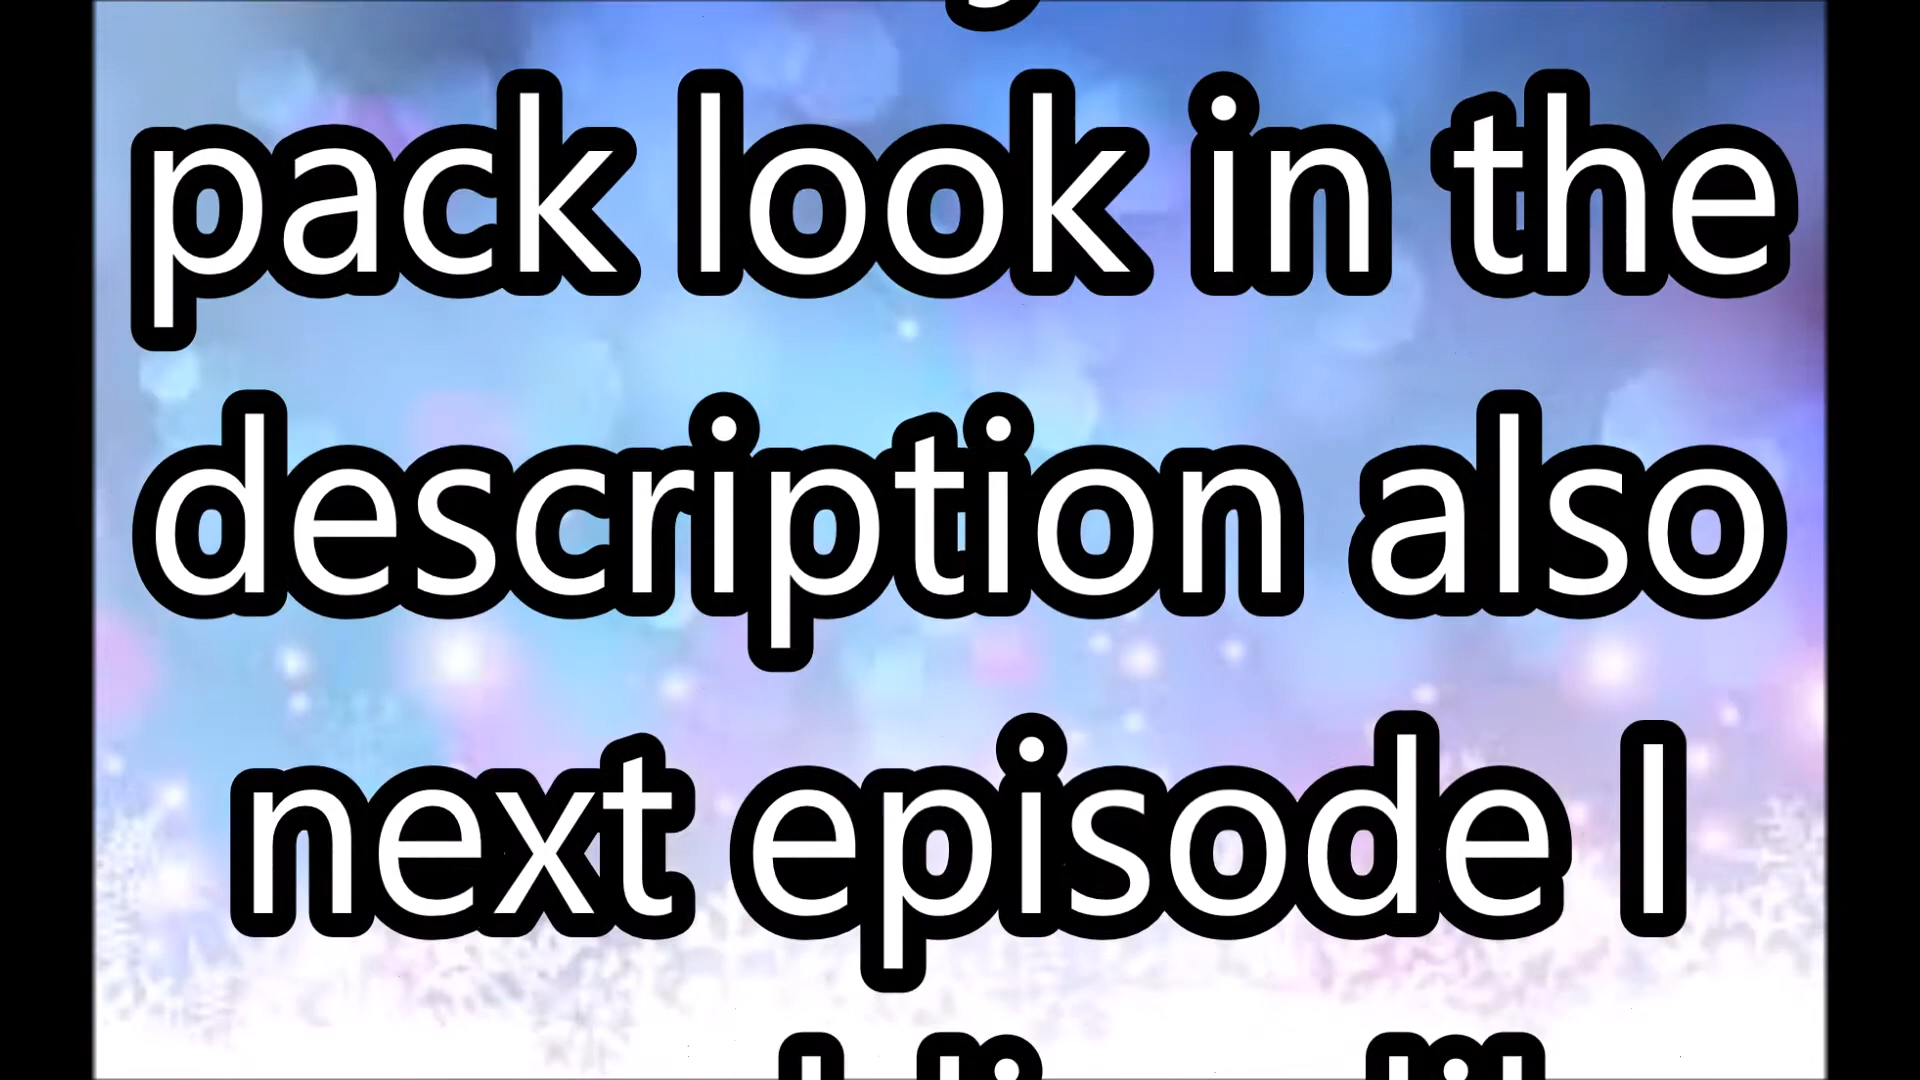 pack look in the
description also
next episode I